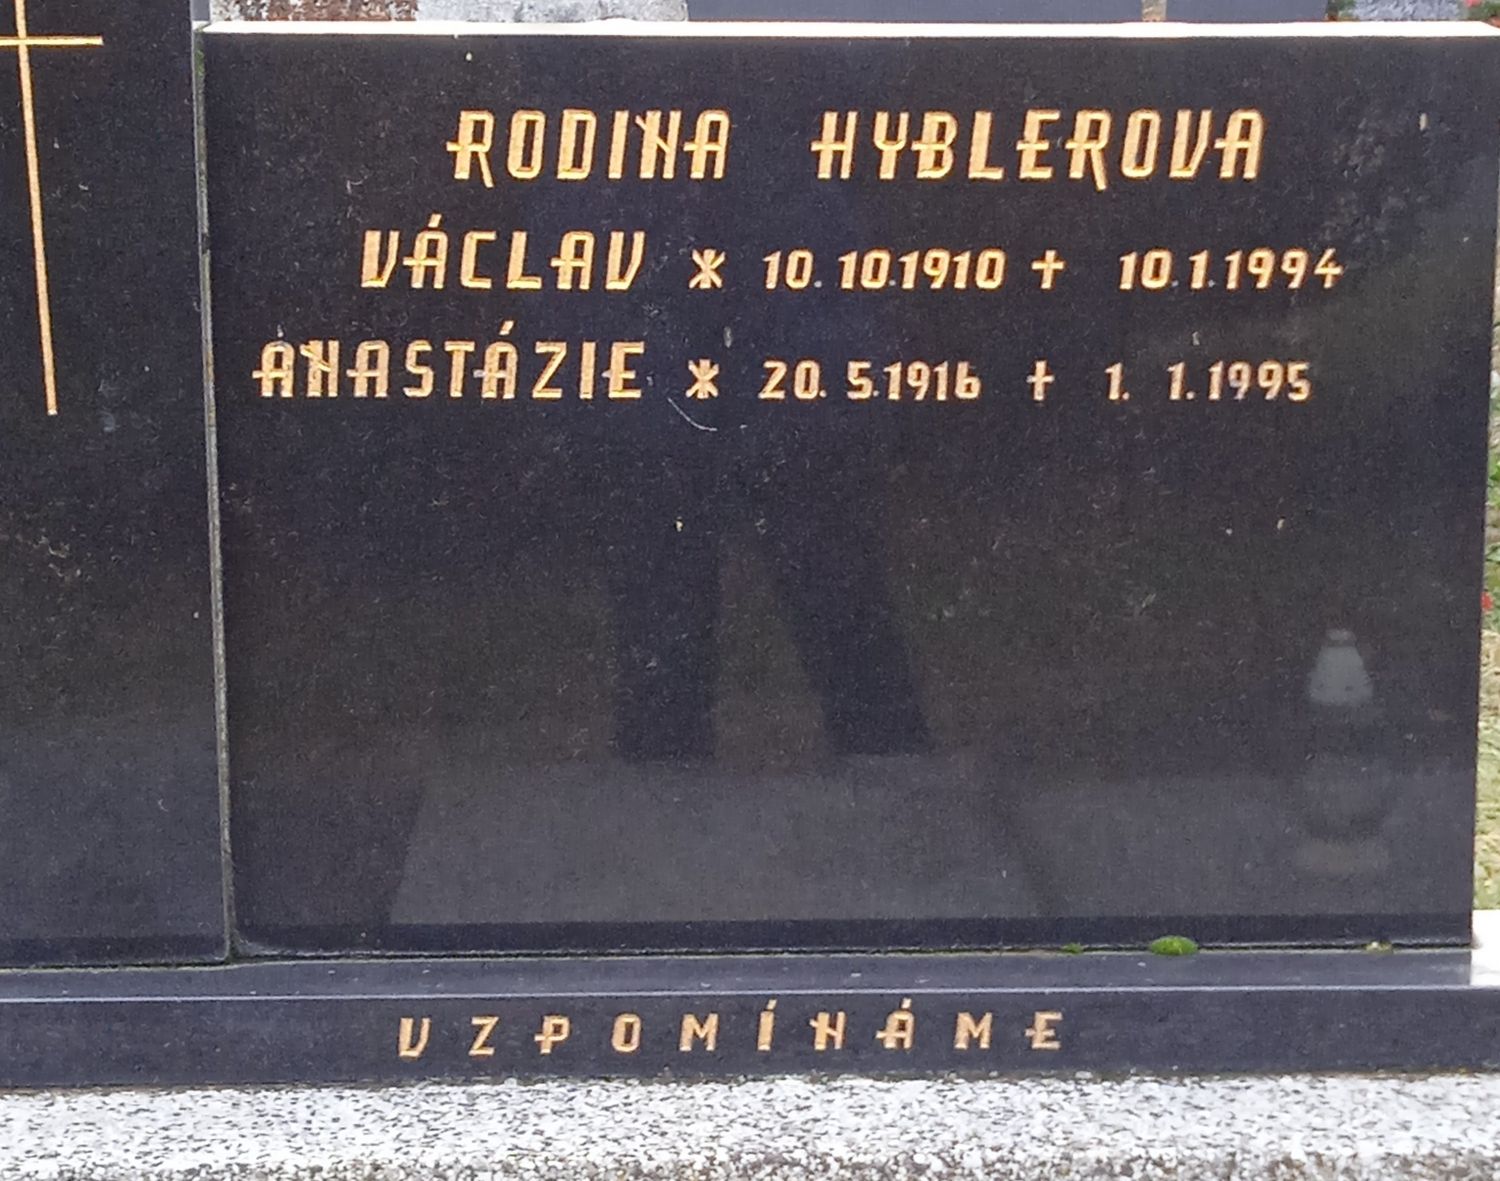 RODINA HYBLEROVA
VÁCLAV * 10.10.1910 † 10.1.1994
ANASTÁZIE * 20.5.1916 † 1.1.1995
VZPOMÍNÁME